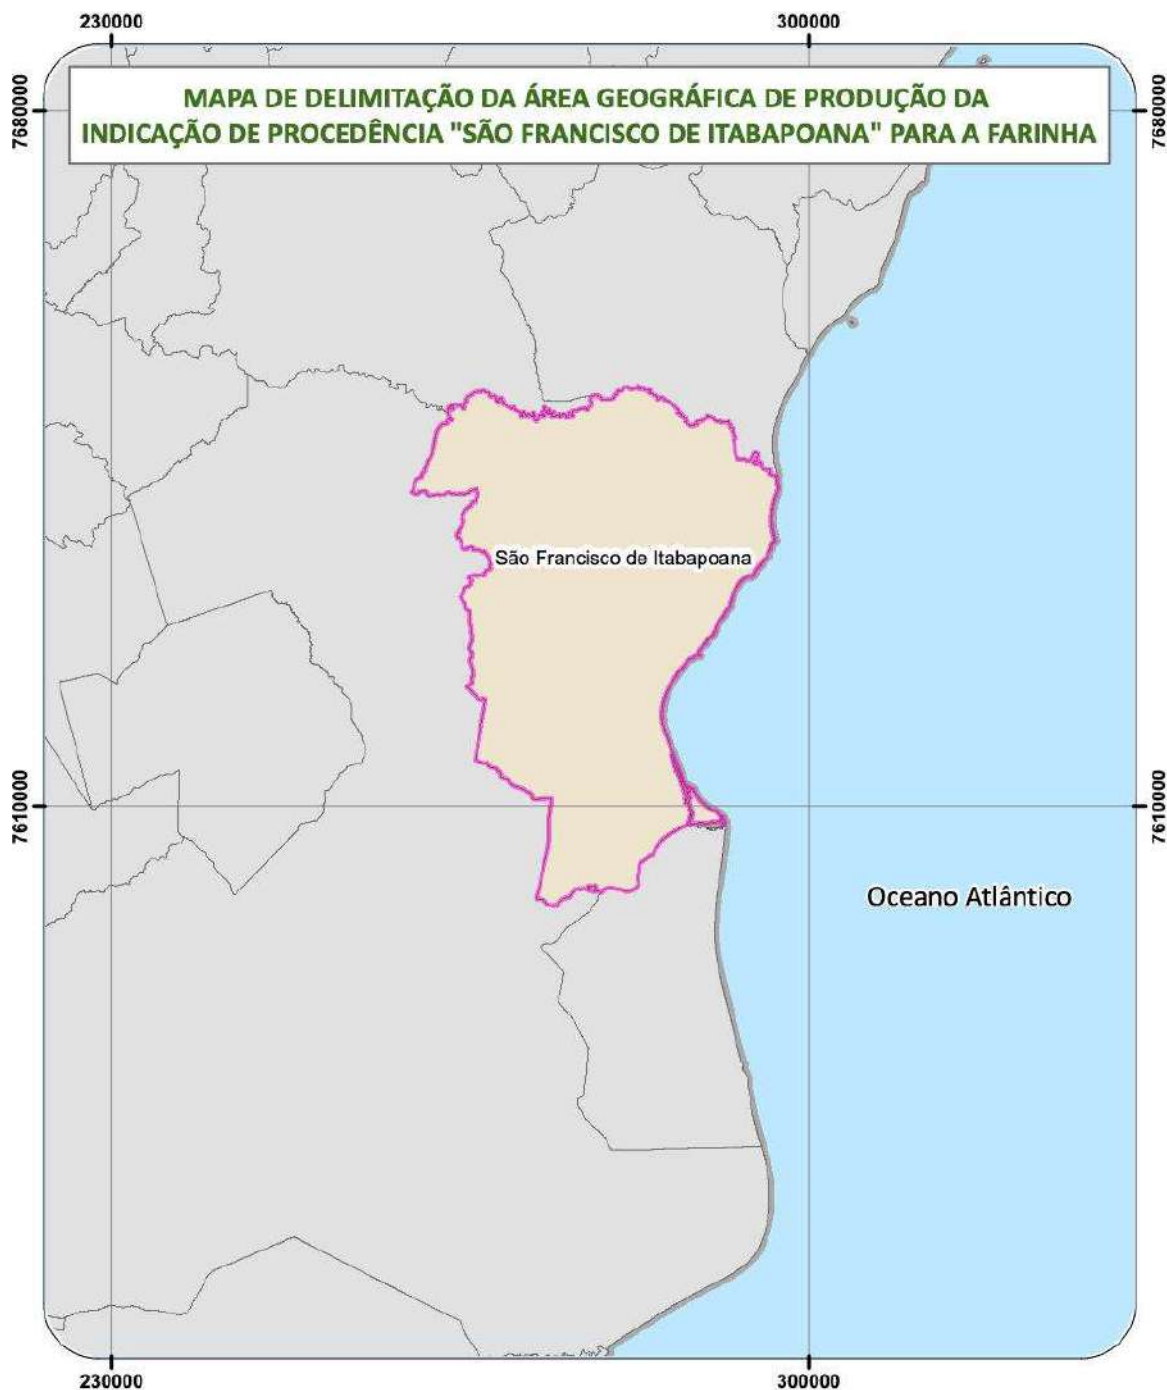 230000
300000
7680000
7680000
MAPA DE DELIMITAÇÃO DA ÁREA GEOGRÁFICA DE PRODUÇÃO DA
INDICAÇÃO DE PROCEDÊNCIA "SÃO FRANCISCO DE ITABAPOANA" PARA A FARINHA
São Francisco de Itabapoana
7610000
7610000
Oceano Atlântico
230000
300000